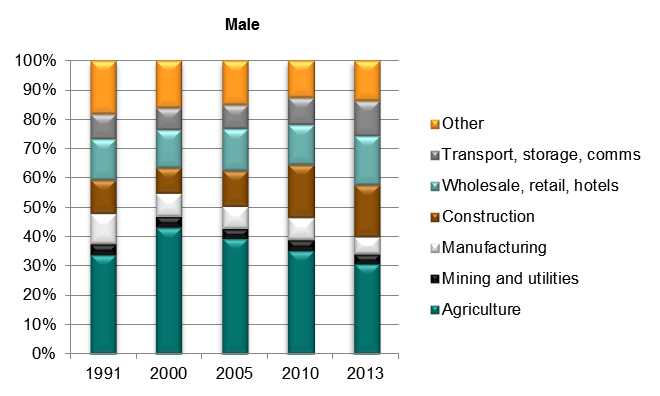 Male
100%
90%
80%
70%
60%
50%
40%
30%
20%
10%
0%
1991 2000 2005 2010 2013
Other
Transport, storage, comms
Wholesale, retail, hotels
Construction
Manufacturing
Mining and utilities
Agriculture